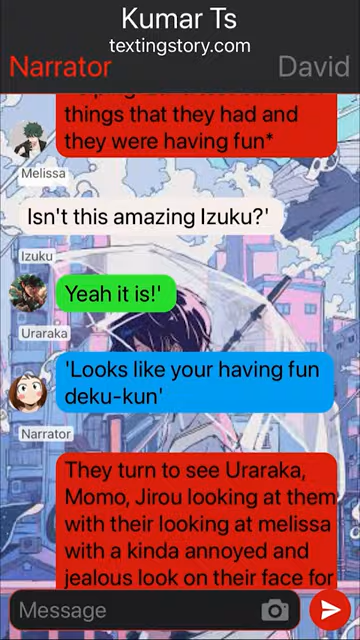 Kumar Ts
textingstory.com
Narrator
David
things that they had and
they were having fun*
Melissa
Isn't this amazing Izuku?'
Izuku
Yeah it is!'
Uraraka
'Looks like your having fun
deku-kun'
Narrator
They turn to see Uraraka,
Momo, Jirou looking at them
with their looking at melissa
with a kinda annoyed and
jealous look on their face for
Message